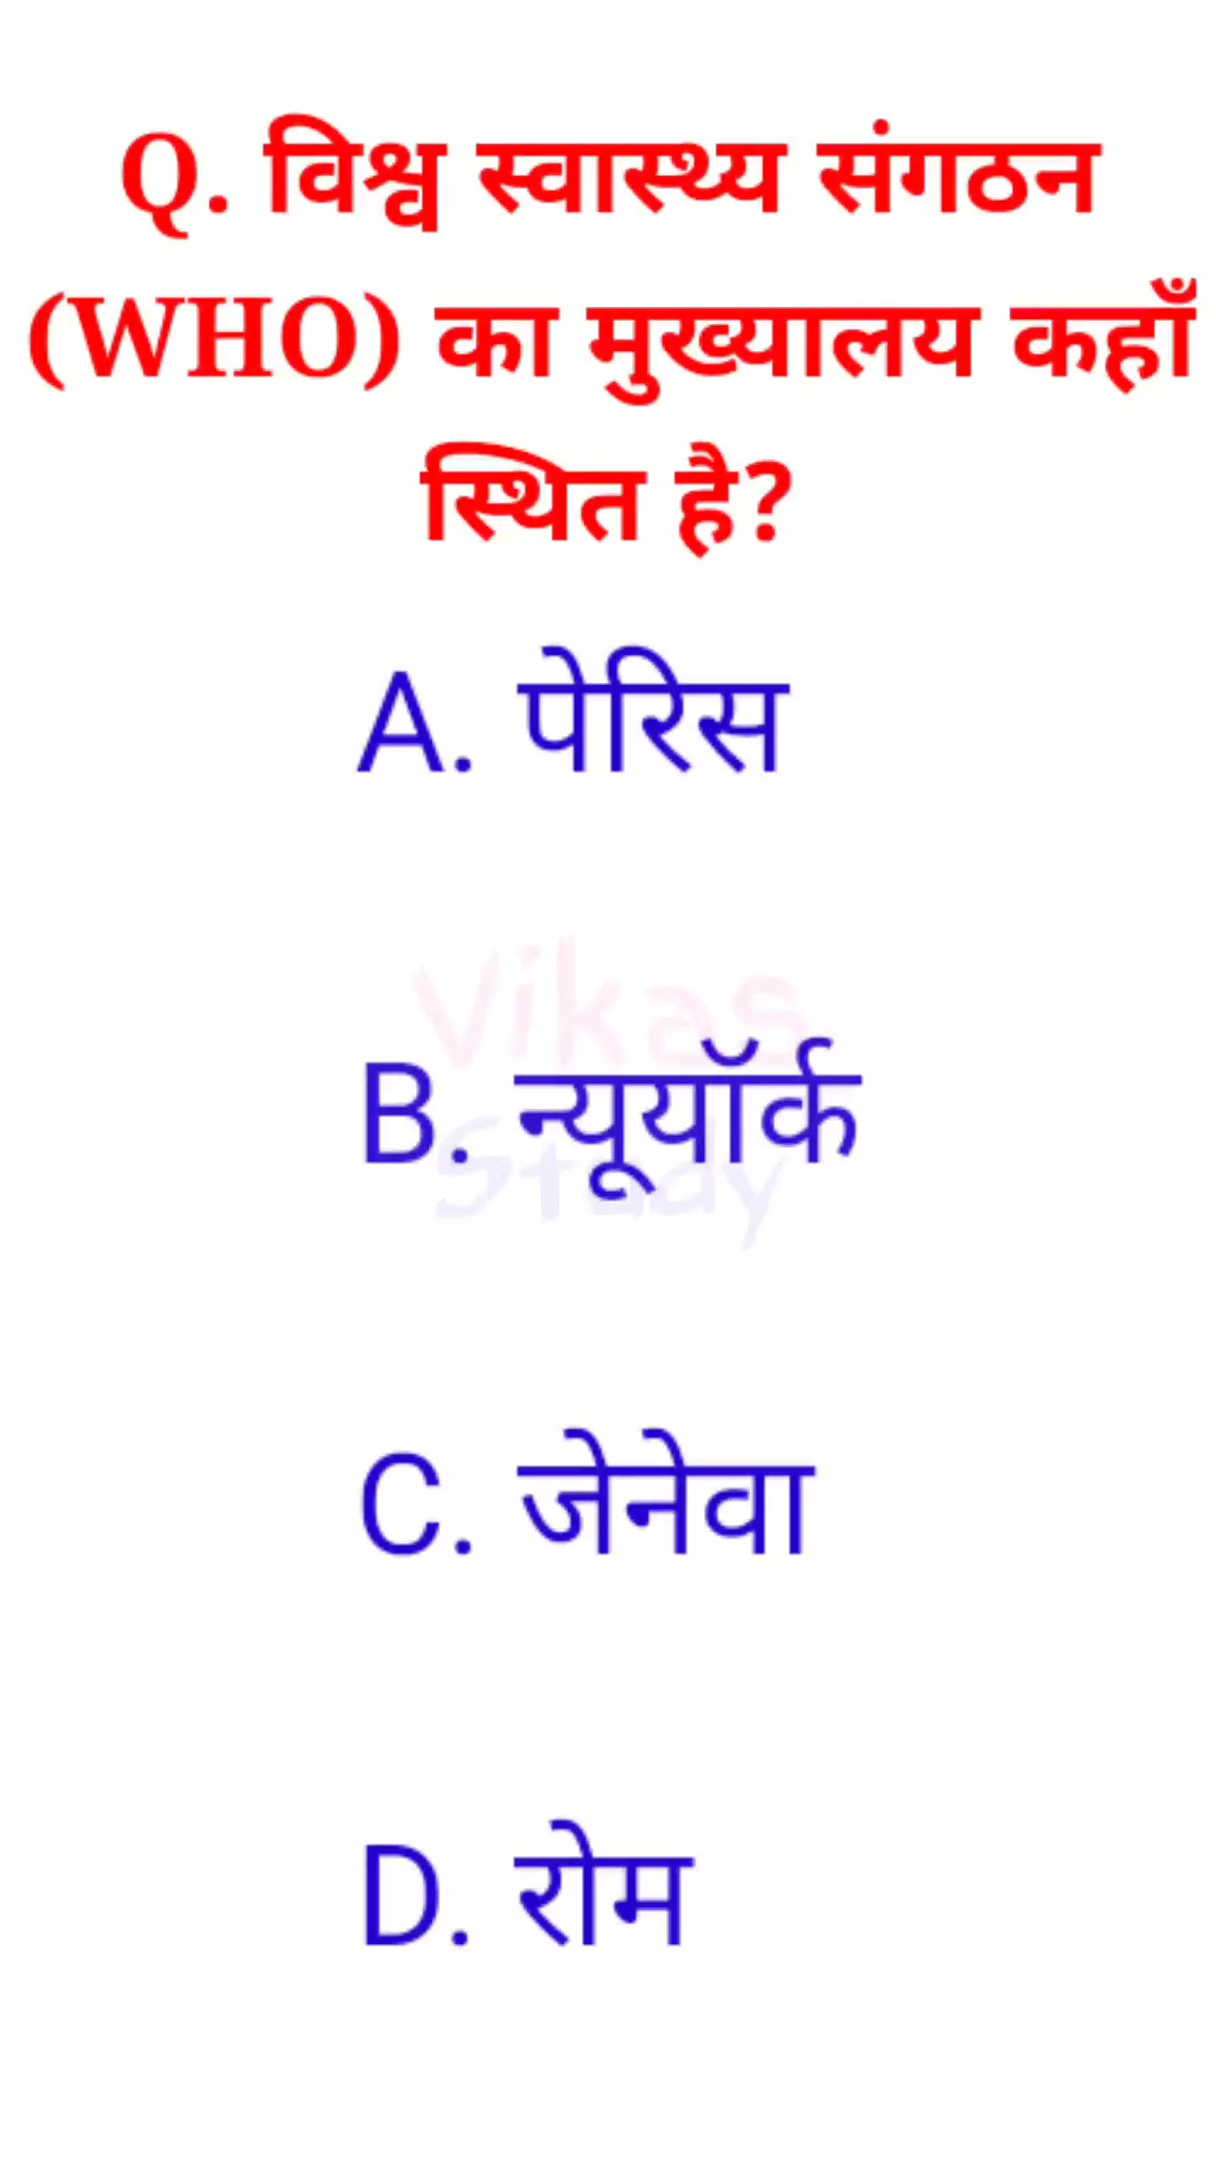 Q. विश्व स्वास्थ्य संगठन
(WHO) का मुख्यालय कहाँ
स्थित है?
A. पेरिस
Vikas
B. न्यूयॉर्क
Study
C. जेनेवा
D. रोम